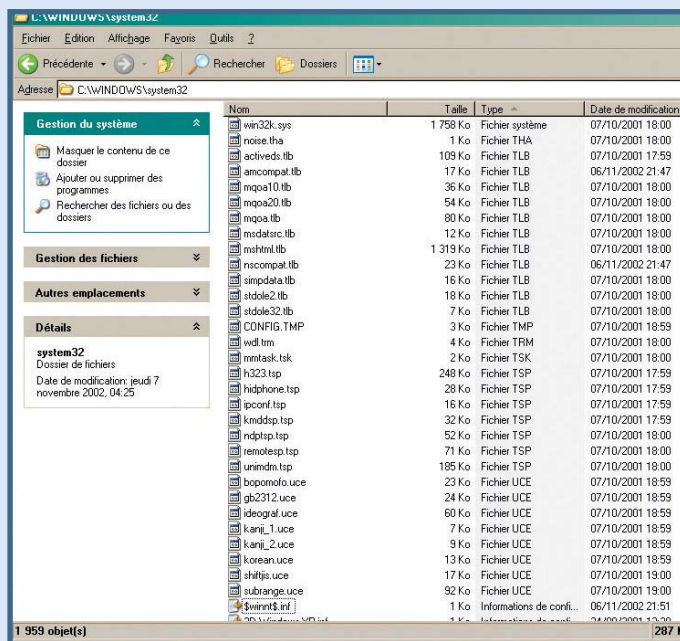 C:\WINDOWS\system32
Fichier Edition Affichage Favoris Outils ?
Précédente Rechercher Dossiers
Adresse C:\WINDOWS\system32
Gestion du système
Masquer le contenu de ce
dossier
Ajouter ou supprimer des
programmes
Rechercher des fichiers ou des
dossiers
Gestion des fichiers
Autres emplacements
Détails
system32
Dossier de fichiers
Date de modification: jeudi 7
novembre 2002, 04:25
Nom Taille Type Date de modification
win32k.sys 1 758 Ko Fichier système 07/10/2001 18:00
noise.tha 1 Ko Fichier THA 07/10/2001 18:00
activeds.tlb 109 Ko Fichier TLB 07/10/2001 17:59
amcompat.tlb 17 Ko Fichier TLB 06/11/2002 21:47
mqoa10.tlb 36 Ko Fichier TLB 07/10/2001 18:00
mqoa20.tlb 54 Ko Fichier TLB 07/10/2001 18:00
mqoa.tlb 80 Ko Fichier TLB 07/10/2001 18:00
msdatsrc.tlb 12 Ko Fichier TLB 07/10/2001 18:00
mshtml.tlb 1 319 Ko Fichier TLB 07/10/2001 18:00
nscompat.tlb 23 Ko Fichier TLB 06/11/2002 21:47
simpdata.tlb 16 Ko Fichier TLB 07/10/2001 18:00
stdole2.tlb 18 Ko Fichier TLB 07/10/2001 18:00
stdole32.tlb 7 Ko Fichier TLB 07/10/2001 18:00
CONFIG.TMP 3 Ko Fichier TMP 07/10/2001 18:59
wdl.trm 4 Ko Fichier TRM 07/10/2001 18:00
mmtask.tsk 2 Ko Fichier TSK 07/10/2001 18:00
h323.tsp 248 Ko Fichier TSP 07/10/2001 17:59
hidphone.tsp 28 Ko Fichier TSP 07/10/2001 17:59
ipconf.tsp 16 Ko Fichier TSP 07/10/2001 17:59
kmddsp.tsp 32 Ko Fichier TSP 07/10/2001 17:59
ndptsp.tsp 52 Ko Fichier TSP 07/10/2001 18:00
remotesp.tsp 71 Ko Fichier TSP 07/10/2001 18:00
unimdm.tsp 185 Ko Fichier TSP 07/10/2001 18:00
bopomofo.uce 23 Ko Fichier UCE 07/10/2001 18:59
gb2312.uce 24 Ko Fichier UCE 07/10/2001 18:59
ideograf.uce 60 Ko Fichier UCE 07/10/2001 18:59
kanji_1.uce 7 Ko Fichier UCE 07/10/2001 18:59
kanji_2.uce 9 Ko Fichier UCE 07/10/2001 18:59
korean.uce 13 Ko Fichier UCE 07/10/2001 18:59
shiftjis.uce 17 Ko Fichier UCE 07/10/2001 19:00
subrange.uce 92 Ko Fichier UCE 07/10/2001 19:00
$winnt$.inf 1 Ko Informations de confi... 06/11/2002 21:51
1 959 objet(s) 287